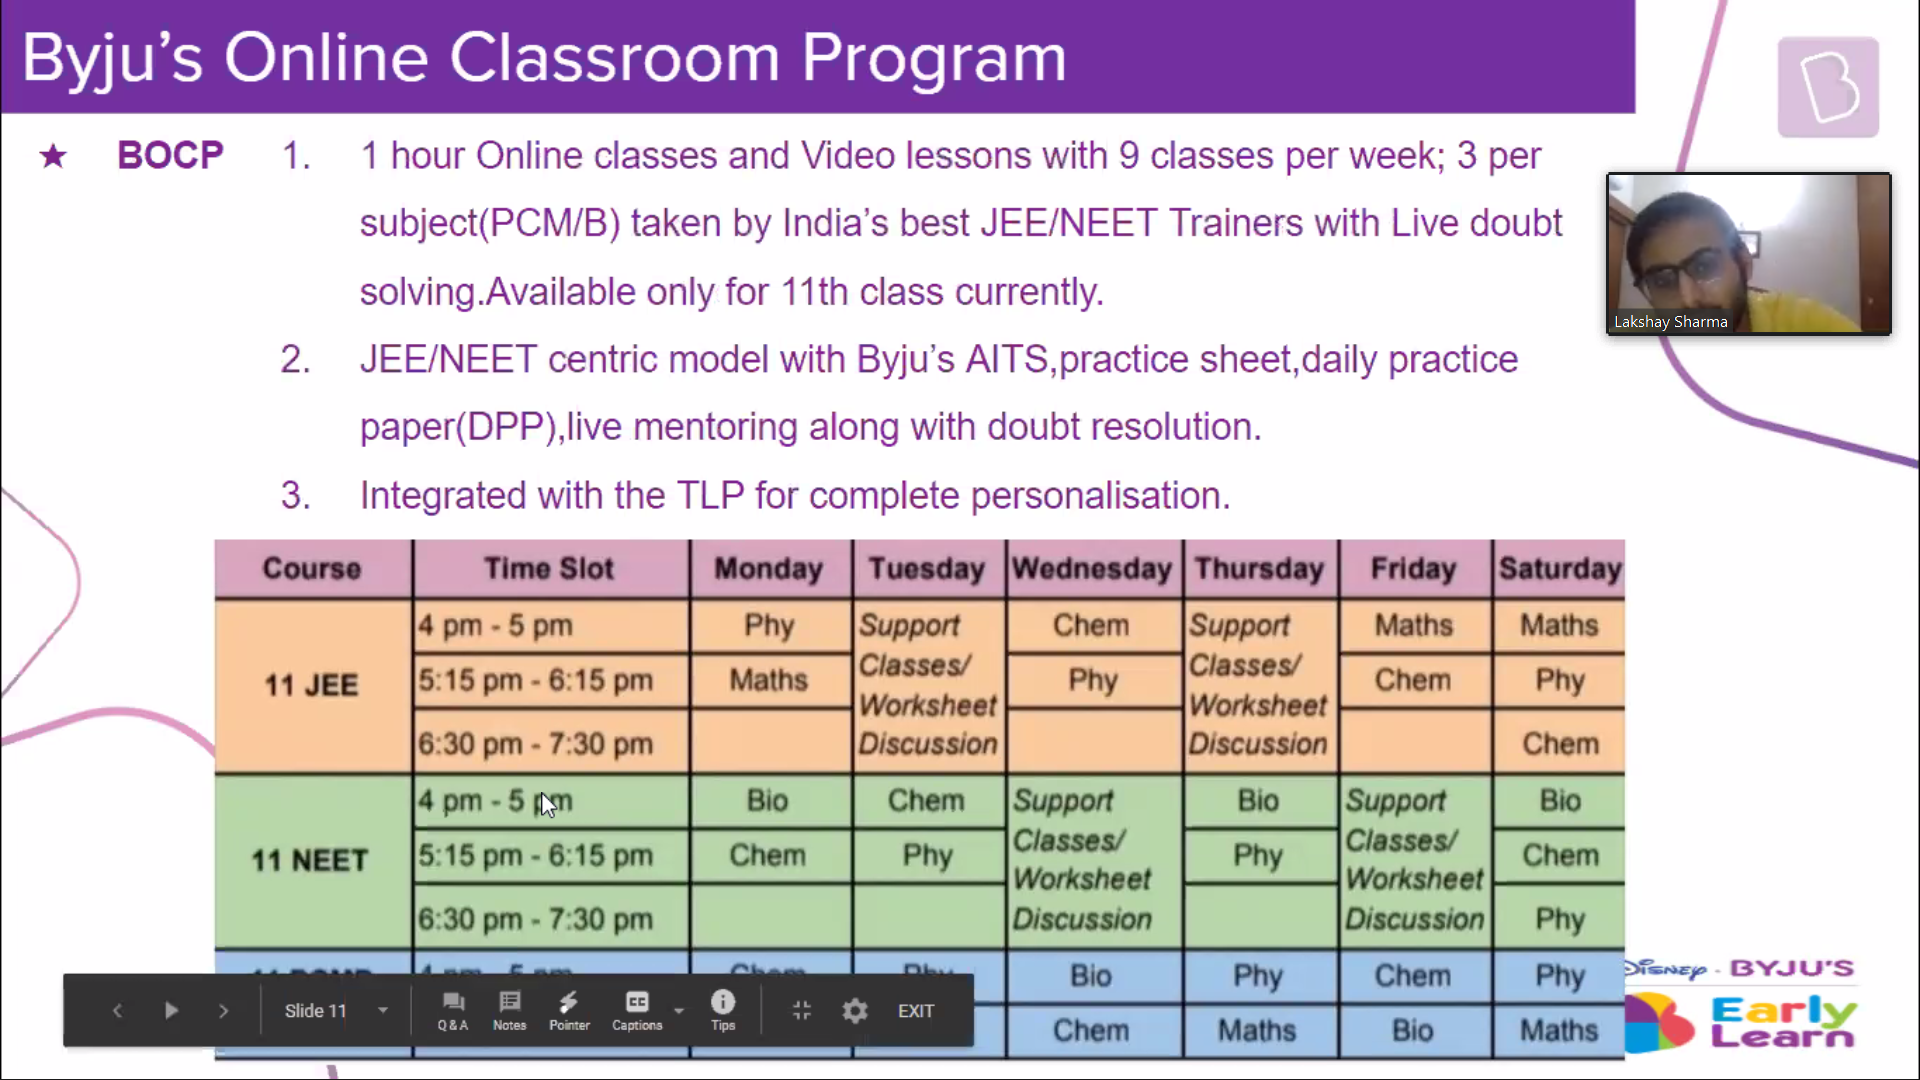 Byju's Online Classroom Program
★ BOCP 1. 1 hour Online classes and Video lessons with 9 classes per week; 3 per
subject(PCM/B) taken by India's best JEE/NEET Trainers with Live doubt
solving.Available only for 11th class currently.
2. JEE/NEET centric model with Byju's AITS,practice sheet,daily practice
paper(DPP),live mentoring along with doubt resolution.
3. Integrated with the TLP for complete personalisation.
Lakshay Sharma
Course Time Slot Monday Tuesday Wednesday Thursday Friday Saturday
11 JEE
4 pm - 5 pm Phy Support Chem Support Maths Maths
Classes/ Classes/
5:15 pm - 6:15 pm Maths Worksheet Phy Worksheet Chem Phy
6:30 pm - 7:30 pm Discussion Discussion Chem
11 NEET
4 pm - 5 pm Bio Chem Support Bio Support Bio
Classes/ Classes/
5:15 pm - 6:15 pm Chem Phy Worksheet Phy Worksheet Chem
6:30 pm - 7:30 pm Discussion Discussion Phy
4 pm - 5 pm Chem Phy Bio Phy Chem Phy
Chem Maths Bio Maths
Slide 11 Q&A Notes Pointer Captions Tips EXIT
Disney · BYJU'S
Early
Learn